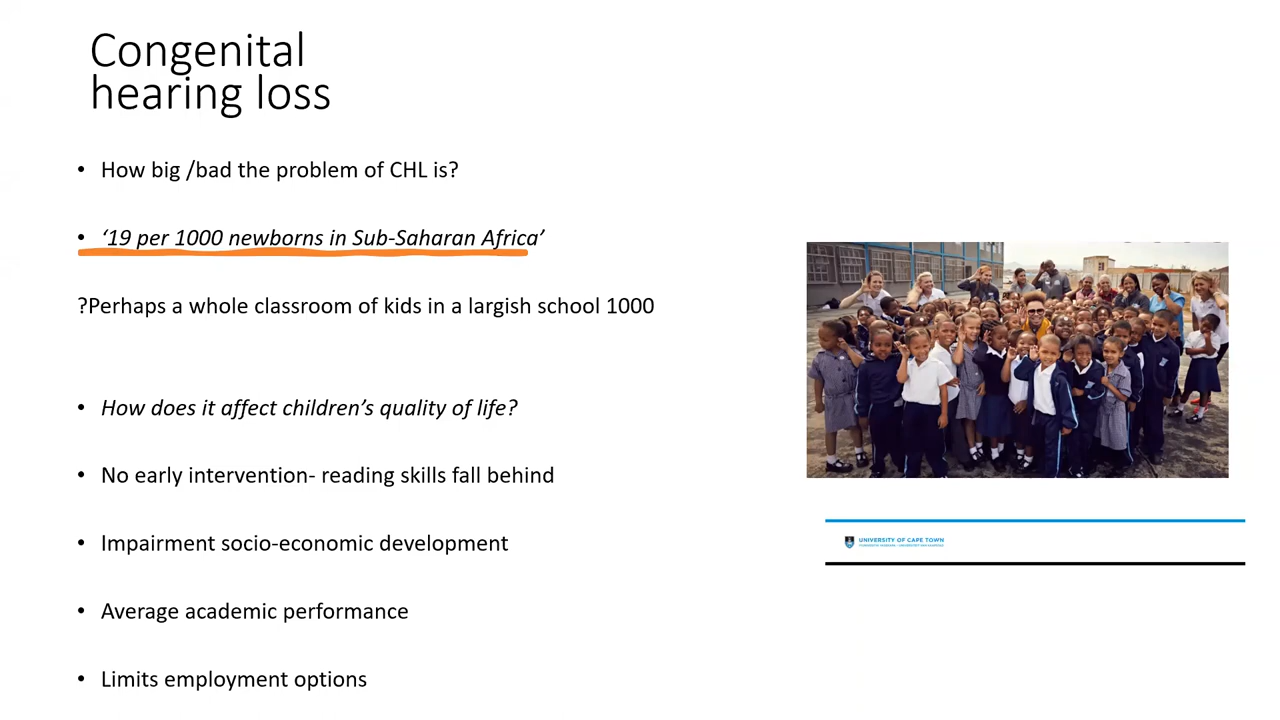 Congenital
hearing loss
• How big /bad the problem of CHL is?
• ‘19 per 1000 newborns in Sub-Saharan Africa’
?Perhaps a whole classroom of kids in a largish school 1000
• How does it affect children’s quality of life?
• No early intervention- reading skills fall behind
• Impairment socio-economic development
• Average academic performance
• Limits employment options
UNIVERSITY OF CAPE TOWN